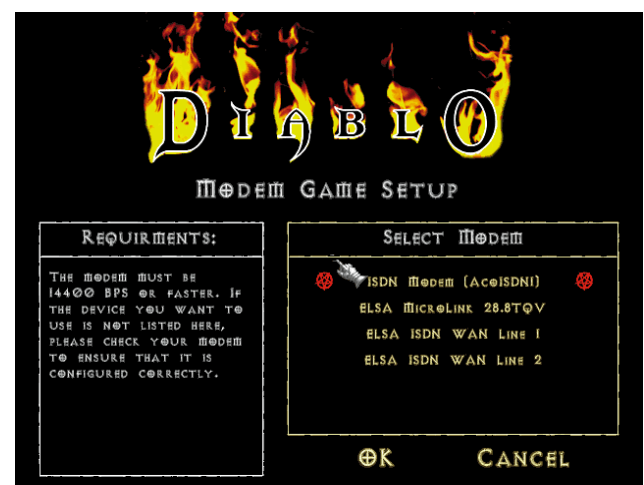 DIABLO
MODEM GAME SETUP
REQUIRMENTS:
THE MODEM MUST BE
14400 BPS OR FASTER. IF
THE DEVICE YOU WANT TO
USE IS NOT LISTED HERE,
PLEASE CHECK YOUR MODEM
TO ENSURE THAT IT IS
CONFIGURED CORRECTLY.
SELECT MODEM
ISDN MODEM (ACOISDN1)
ELSA MICROLINK 28.8TQV
ELSA ISDN WAN LINE 1
ELSA ISDN WAN LINE 2
OK
CANCEL